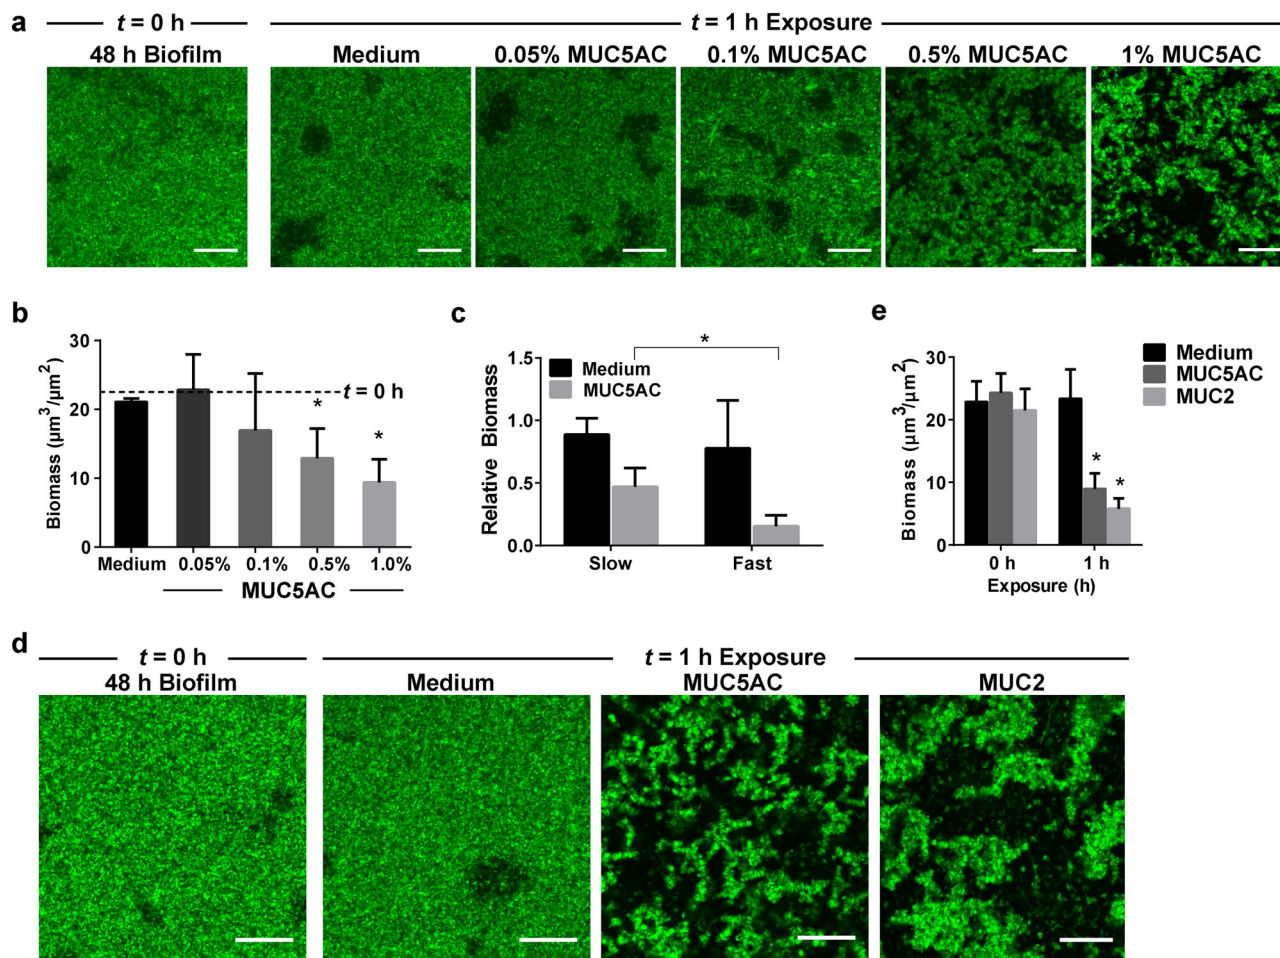 a
t = 0 h
t = 1 h Exposure
48 h Biofilm
Medium
0.05% MUC5AC
0.1% MUC5AC
0.5% MUC5AC
1% MUC5AC
b
Biomass (µm³/µm²)
30
20
10
0
t = 0 h
*
*
Medium
0.05%
0.1%
0.5%
1.0%
MUC5AC
c
Relative Biomass
1.5
1.0
0.5
0.0
Medium
MUC5AC
*
Slow
Fast
e
Biomass (µm³/µm²)
30
20
10
0
*
*
Medium
MUC5AC
MUC2
0 h
1 h
Exposure (h)
d
t = 0 h
t = 1 h Exposure
48 h Biofilm
Medium
MUC5AC
MUC2